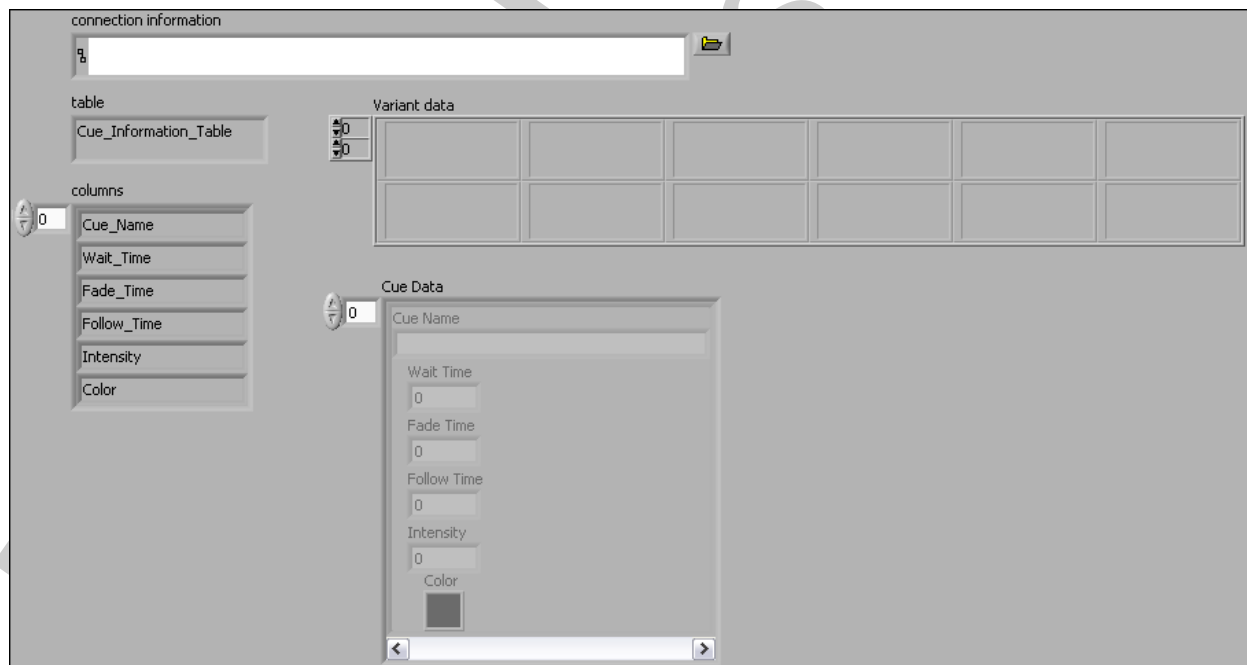 connection information
table
Cue_Information_Table
Variant data
0
0
columns
0
Cue_Name
Wait_Time
Fade_Time
Follow_Time
Intensity
Color
Cue Data
0
Cue Name
Wait Time
0
Fade Time
0
Follow Time
0
Intensity
0
Color